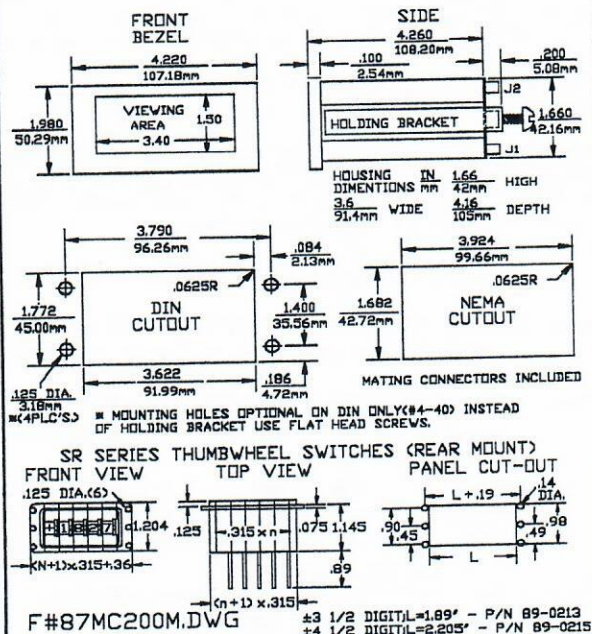 FRONT
BEZEL
4.220
107.18mm
1.980
50.29mm
VIEWING
AREA
1.50
3.40
SIDE
4.260
108.20mm
.100
2.54mm
.200
5.08mm
J2
HOLDING BRACKET
1.660
42.16mm
J1
HOUSING IN 1.66 HIGH
DIMENTIONS mm 42mm
3.6 WIDE 4.16 DEPTH
91.4mm 105mm
3.790
96.26mm
.084
2.13mm
.0625R
1.772
45.00mm
DIN
CUTOUT
1.400
35.56mm
3.622
91.99mm
.186
4.72mm
.125 DIA.
3.18mm
*(4PLC'S)
3.924
99.66mm
.0625R
1.682
42.72mm
NEMA
CUTOUT
MATING CONNECTORS INCLUDED
* MOUNTING HOLES OPTIONAL ON DIN ONLY(#4-40) INSTEAD
OF HOLDING BRACKET USE FLAT HEAD SCREWS.
SR SERIES THUMBWHEEL SWITCHES (REAR MOUNT)
FRONT VIEW
.125 DIA.(6)
+1827
1.204
(N+1)x.315+.36
TOP VIEW
.125
.315xn
.075
1.145
.89
(n+1)x.315
PANEL CUT-OUT
L+.19
.14
DIA.
.90
.45
.98
.49
L
F#87MC200M.DWG
±3 1/2 DIGIT;L=1.89" - P/N 89-0213
±4 1/2 DIGIT;L=2.205" - P/N 89-0215